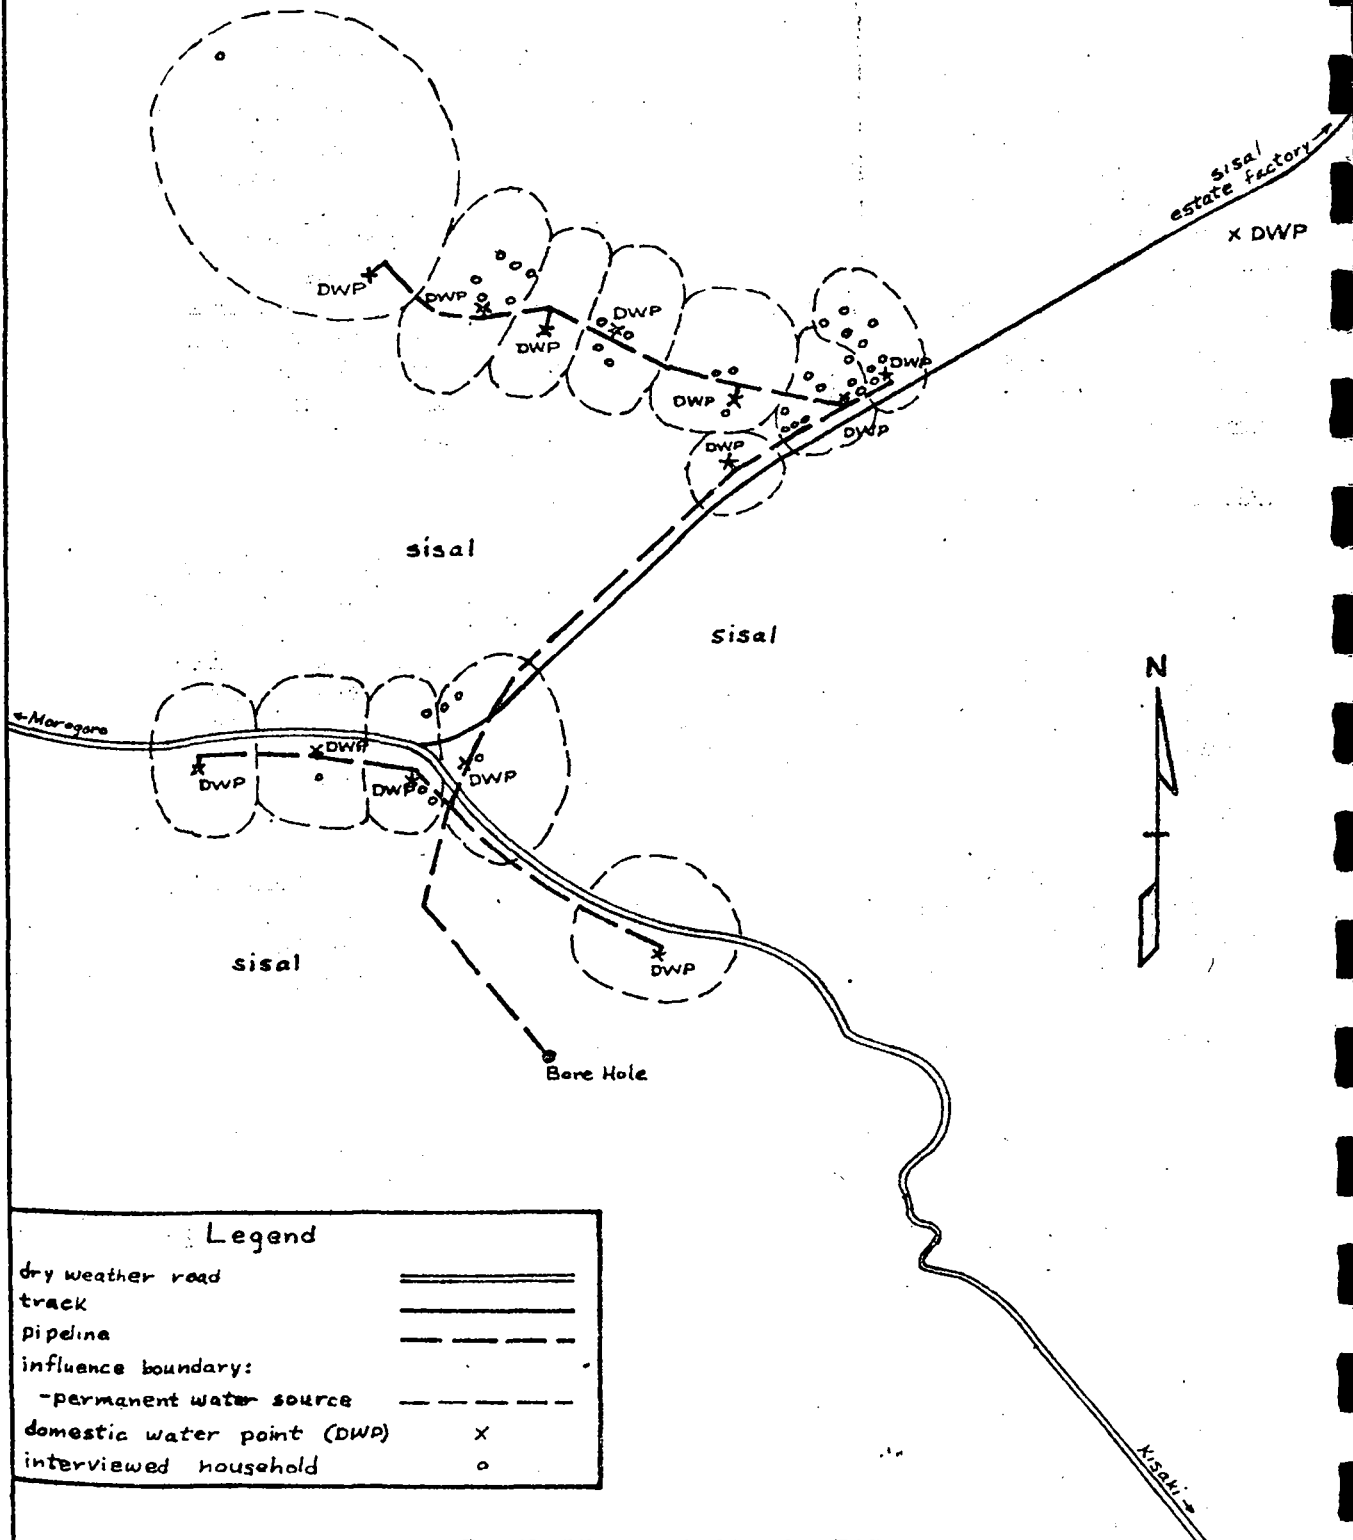 sisal
estate factory
DWP
DWP
DWP
DWP
DWP
DWP
DWP
DWP
DWP
sisal
sisal
N
←Morogoro
DWP
DWP
DWP
DWP
sisal
DWP
Bore Hole
Legend
dry weather road
track
pipeline
influence boundary:
-permanent water source
domestic water point (DWP)
x
interviewed household
o
Kisaki→